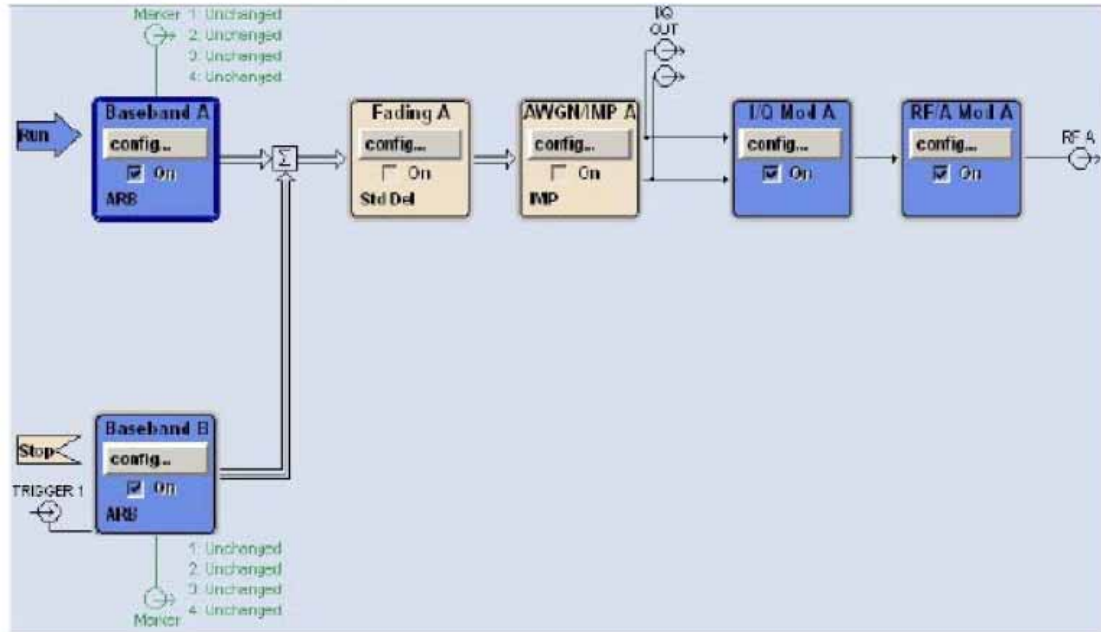 Marker 1: Unchanged
2: Unchanged
3: Unchanged
4: Unchanged
I/Q
OUT
Run
Baseband A
config...
On
ARB
Σ
Fading A
config...
On
Std Del
AWGN/IMP A
config...
On
IMP
I/Q Mod A
config...
On
RF/A Mod A
config...
On
RF A
Stop
TRIGGER 1
Baseband B
config...
On
ARB
1: Unchanged
2: Unchanged
3: Unchanged
4: Unchanged
Marker